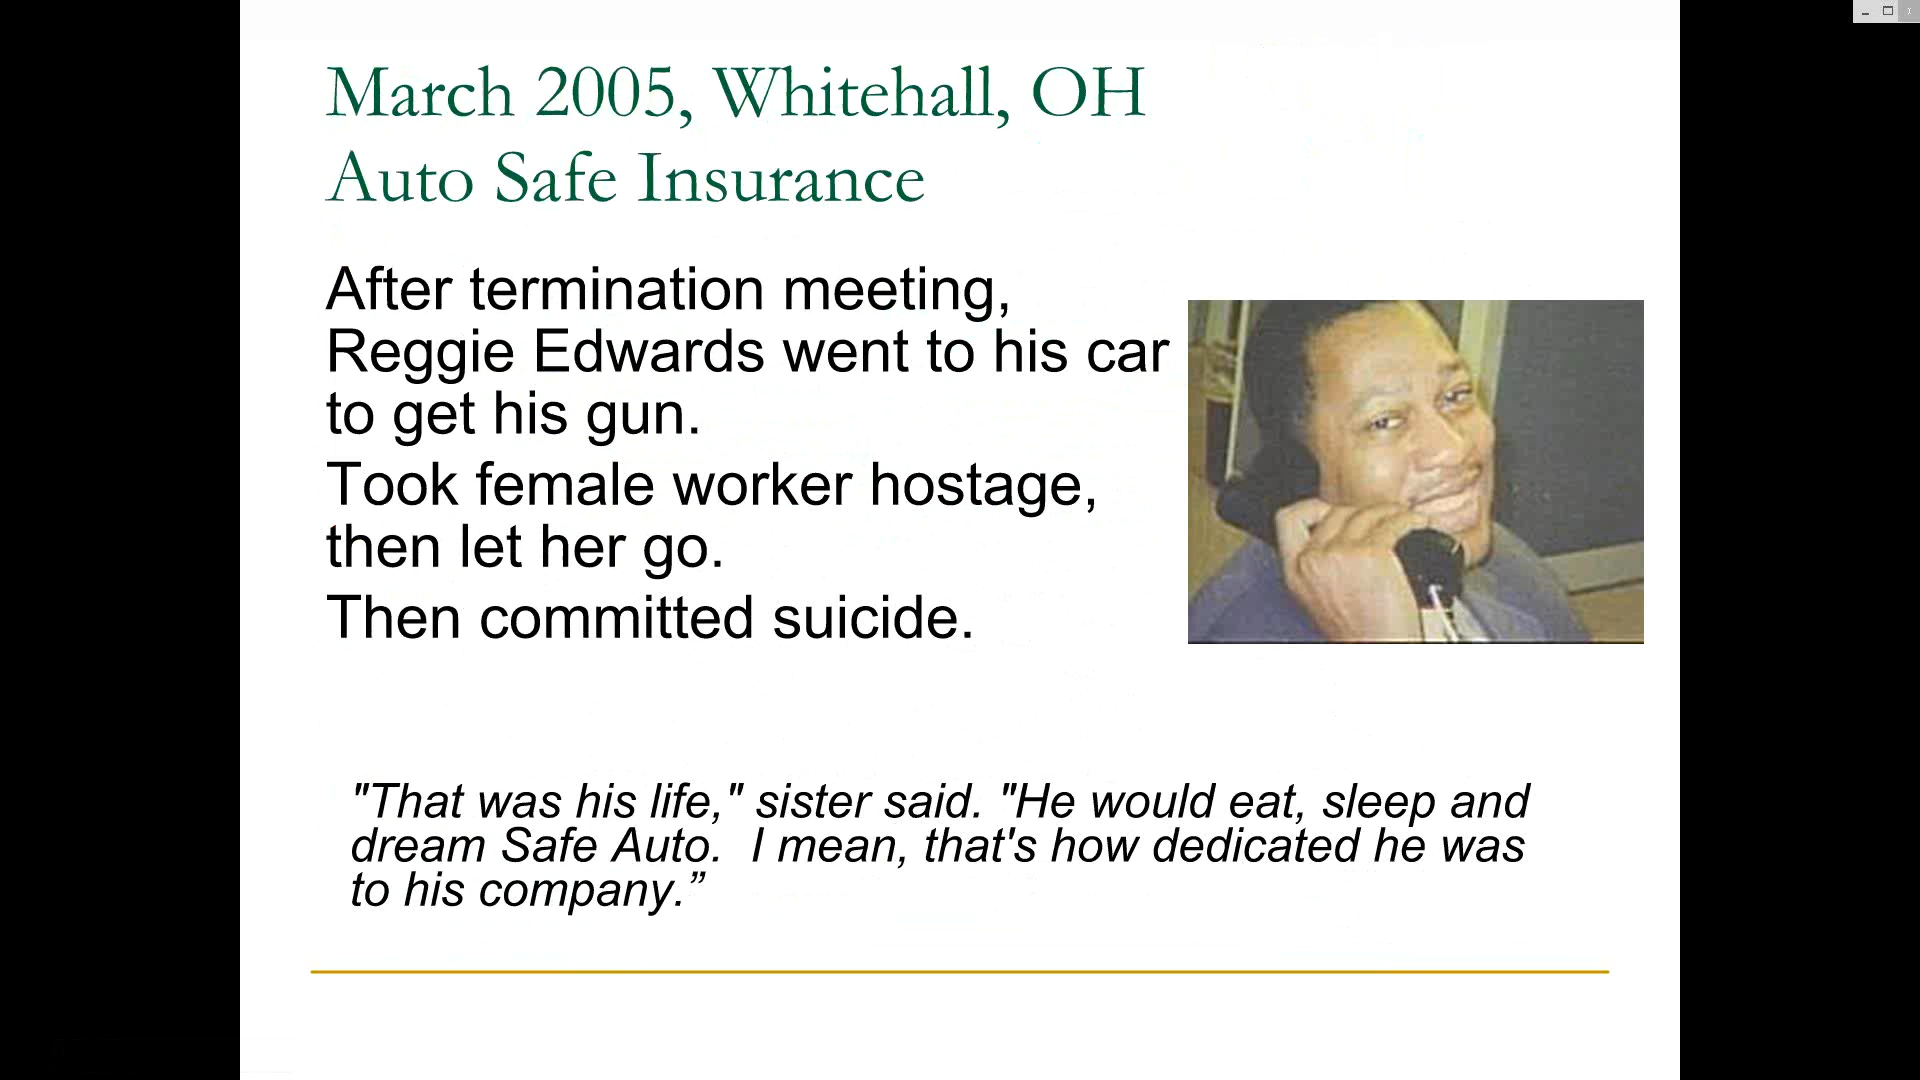 March 2005, Whitehall, OH
Auto Safe Insurance
After termination meeting,
Reggie Edwards went to his car
to get his gun.
Took female worker hostage,
then let her go.
Then committed suicide.
"That was his life," sister said. "He would eat, sleep and
dream Safe Auto.  I mean, that's how dedicated he was
to his company.”